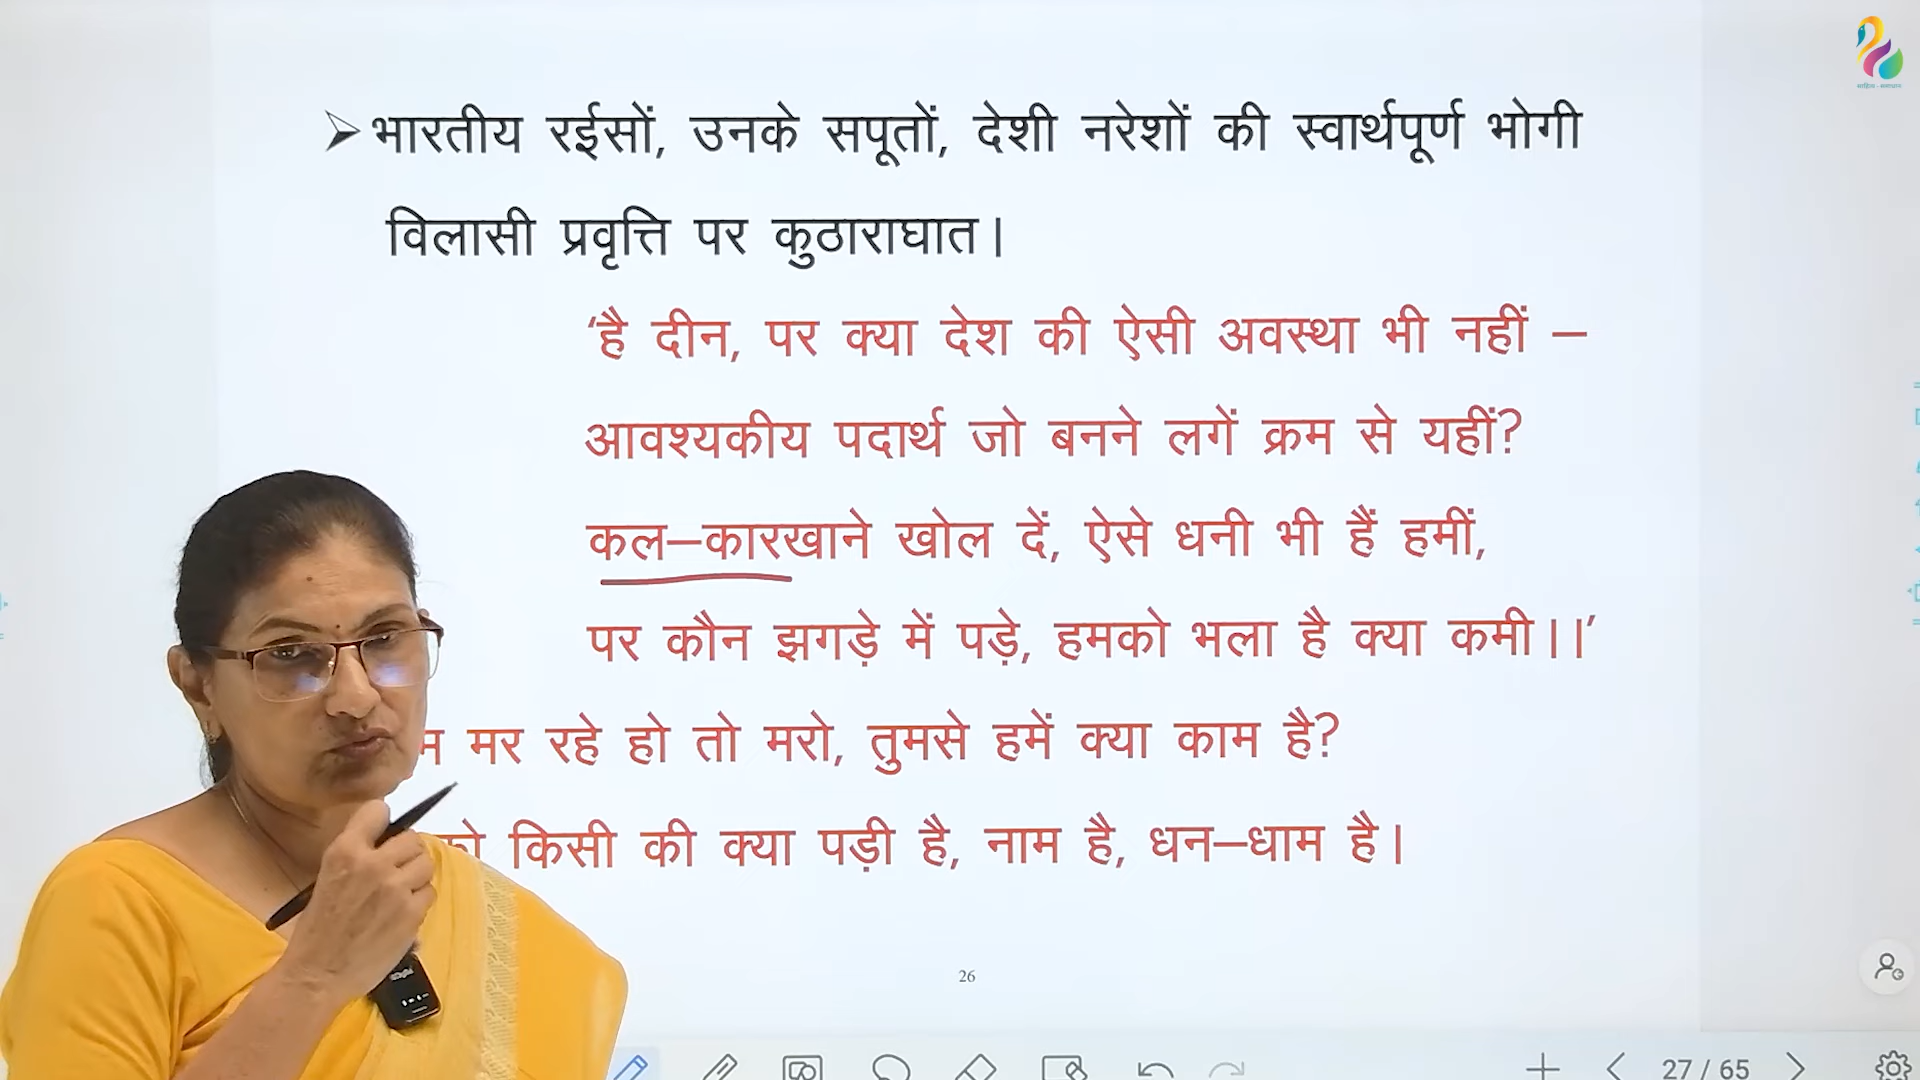 भारतीय रईसों, उनके सपूतों, देशी नरेशों की स्वार्थपूर्ण भोगी
विलासी प्रवृत्ति पर कुठाराघात।
‘है दीन, पर क्या देश की ऐसी अवस्था भी नहीं –
आवश्यकीय पदार्थ जो बनने लगें क्रम से यहीं?
कल–कारखाने खोल दें, ऐसे धनी भी हैं हमीं,
पर कौन झगड़े में पड़े, हमको भला है क्या कमी।।’
मर रहे हो तो मरो, तुमसे हमें क्या काम है?
किसी की क्या पड़ी है, नाम है, धन–धाम है।
26
27 / 65